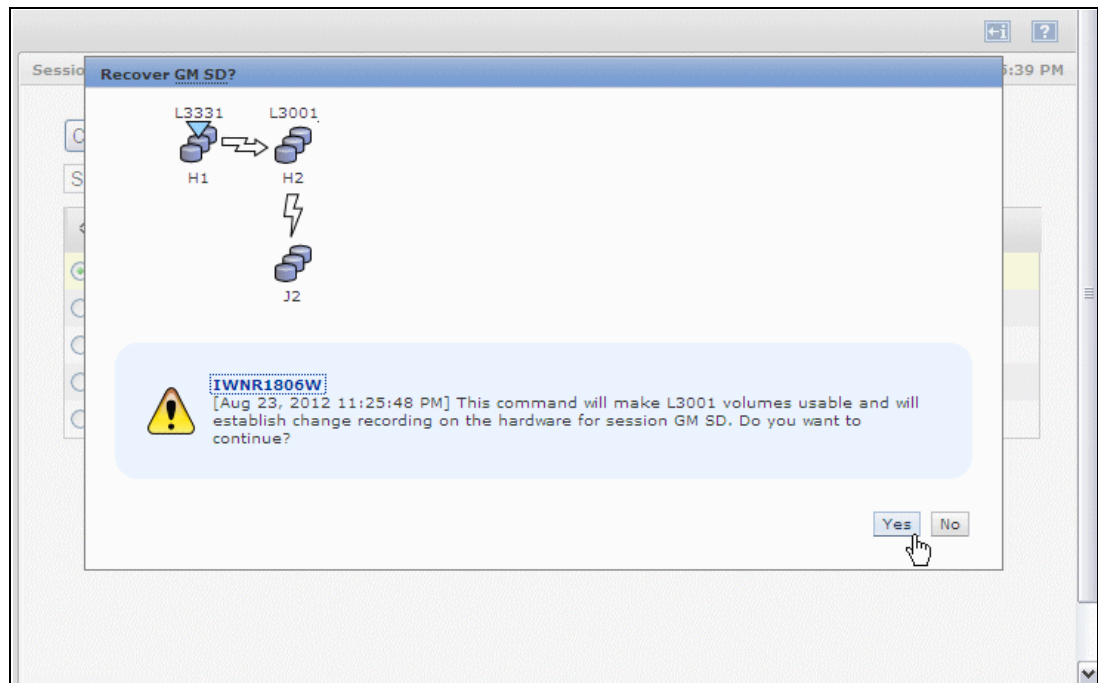 ?
Sessio
5:39 PM
Recover GM SD?
L3331 L3001
H1 H2
J2
C
S
IWNR1806W
[Aug 23, 2012 11:25:48 PM] This command will make L3001 volumes usable and will
establish change recording on the hardware for session GM SD. Do you want to
continue?
Yes No